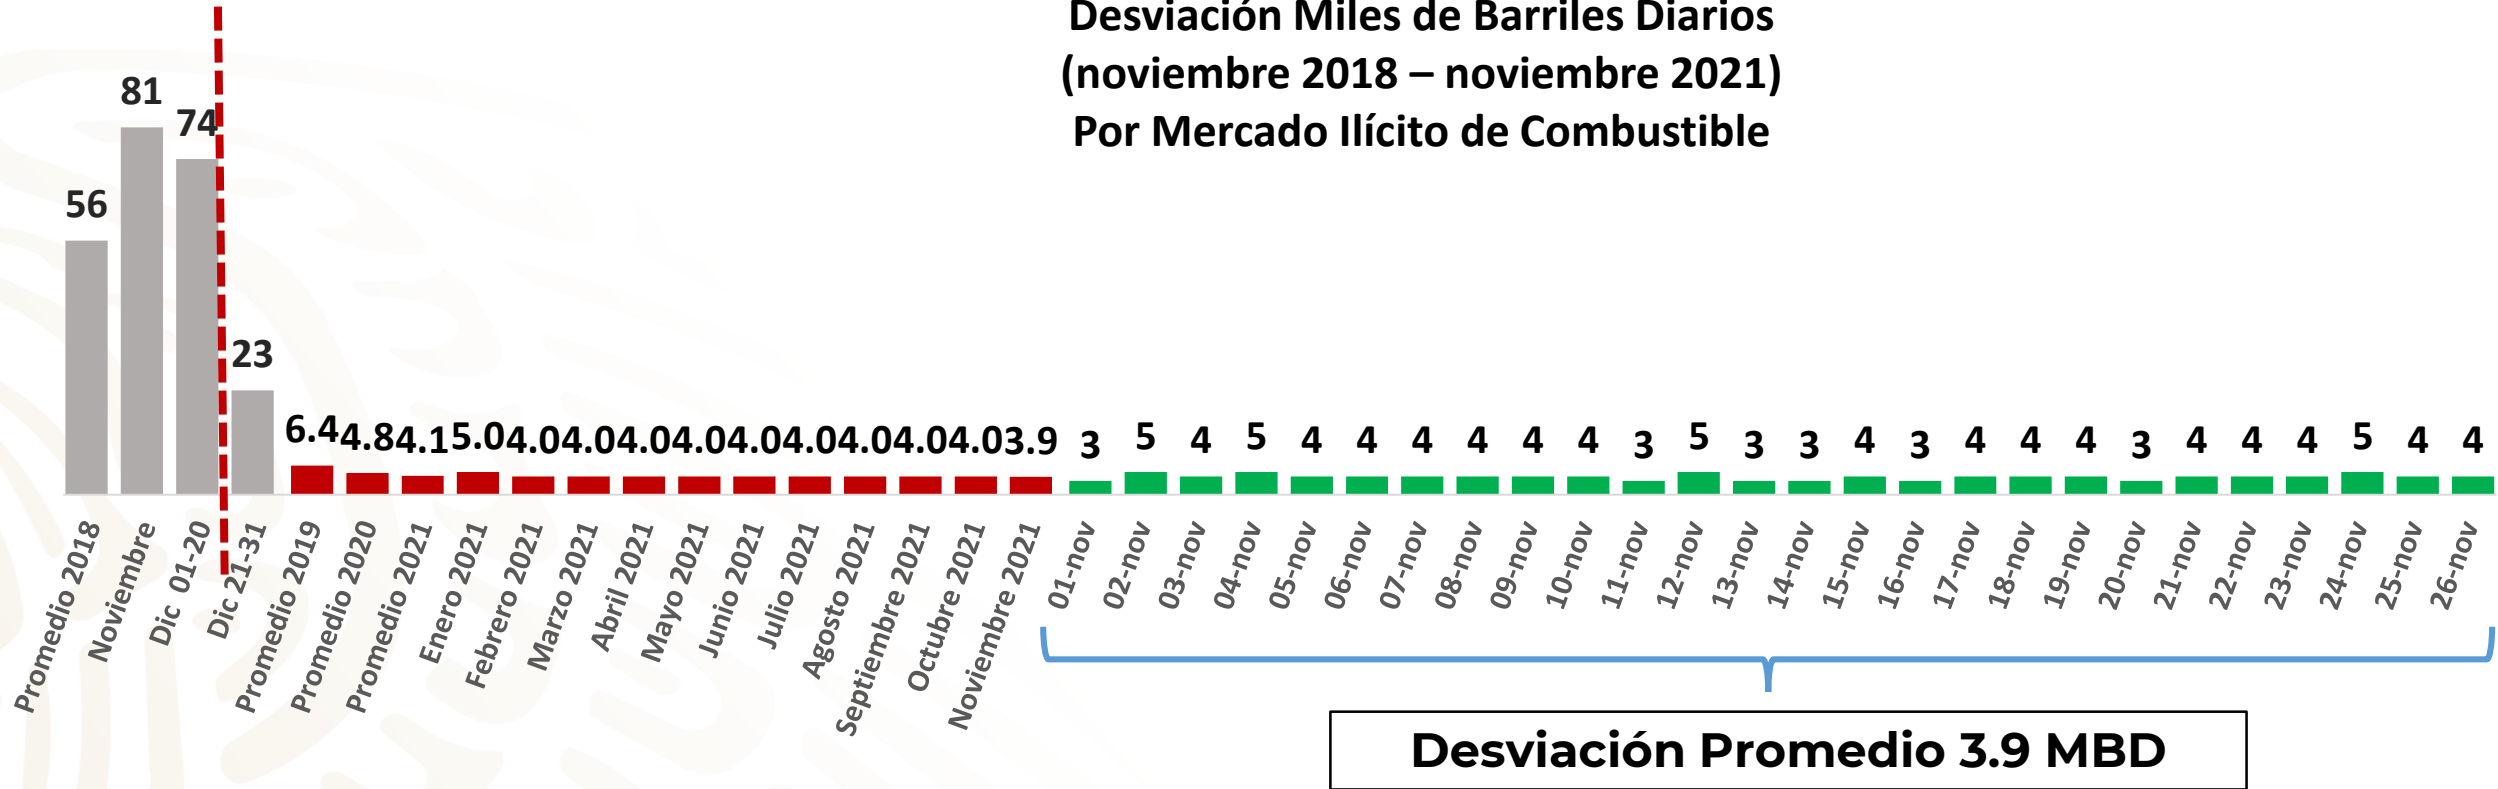 Desviación Miles de Barriles Diarios
(noviembre 2018 – noviembre 2021)
Por Mercado Ilícito de Combustible
56
81
74
23
6.4
4.8
4.1
5.0
4.0
4.0
4.0
4.0
4.0
4.0
4.0
4.0
4.0
3.9
3
5
4
5
4
4
4
4
4
4
3
5
3
3
4
3
4
4
4
3
4
4
4
5
4
4
Promedio 2018
Noviembre
Dic 01-20
Dic 21-31
Promedio 2019
Promedio 2020
Promedio 2021
Enero 2021
Febrero 2021
Marzo 2021
Abril 2021
Mayo 2021
Junio 2021
Julio 2021
Agosto 2021
Septiembre 2021
Octubre 2021
Noviembre 2021
01-nov
02-nov
03-nov
04-nov
05-nov
06-nov
07-nov
08-nov
09-nov
10-nov
11-nov
12-nov
13-nov
14-nov
15-nov
16-nov
17-nov
18-nov
19-nov
20-nov
21-nov
22-nov
23-nov
24-nov
25-nov
26-nov
Desviación Promedio 3.9 MBD